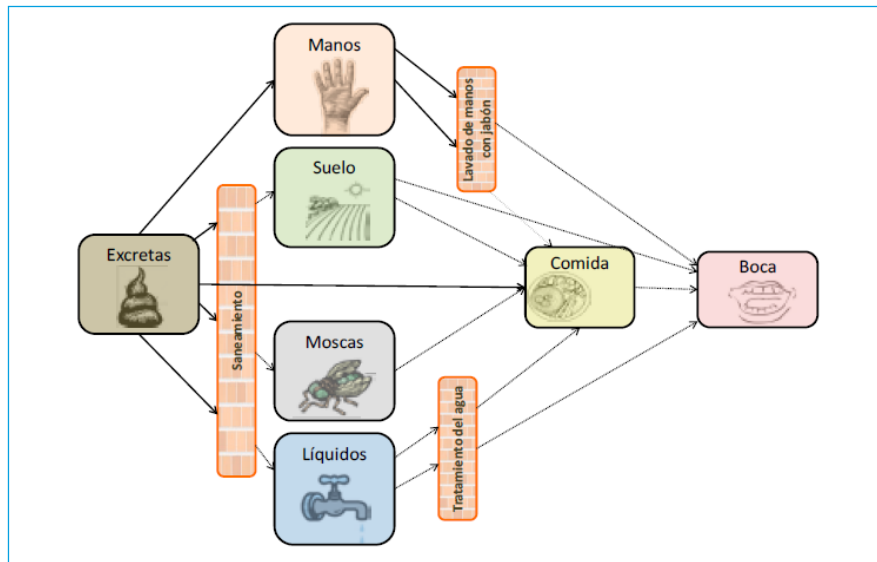 Manos
Lavado de manos
con jabón
Suelo
Excretas
Saneamiento
Comida
Boca
Moscas
Tratamiento del agua
Líquidos